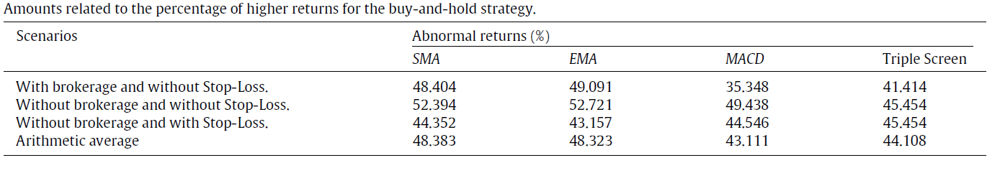 Amounts related to the percentage of higher returns for the buy-and-hold strategy.
Scenarios Abnormal returns (%)
SMA EMA MACD Triple Screen
With brokerage and without Stop-Loss. 48.404 49.091 35.348 41.414
Without brokerage and without Stop-Loss. 52.394 52.721 49.438 45.454
Without brokerage and with Stop-Loss. 44.352 43.157 44.546 45.454
Arithmetic average 48.383 48.323 43.111 44.108